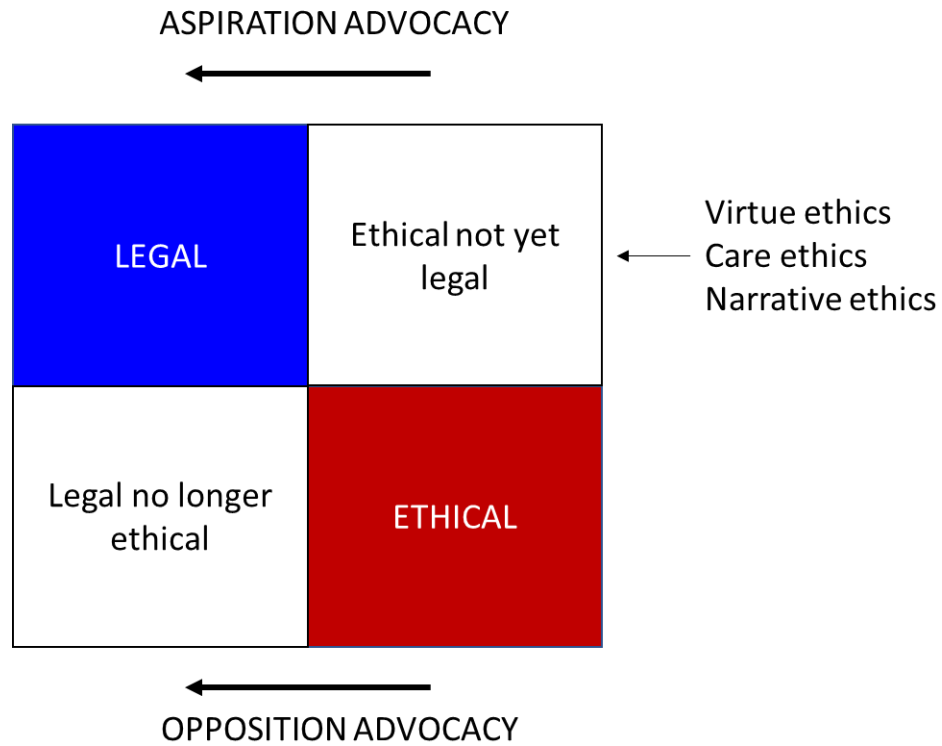 ASPIRATION ADVOCACY
LEGAL
Ethical not yet
legal
Virtue ethics
Care ethics
Narrative ethics
Legal no longer
ethical
ETHICAL
OPPOSITION ADVOCACY